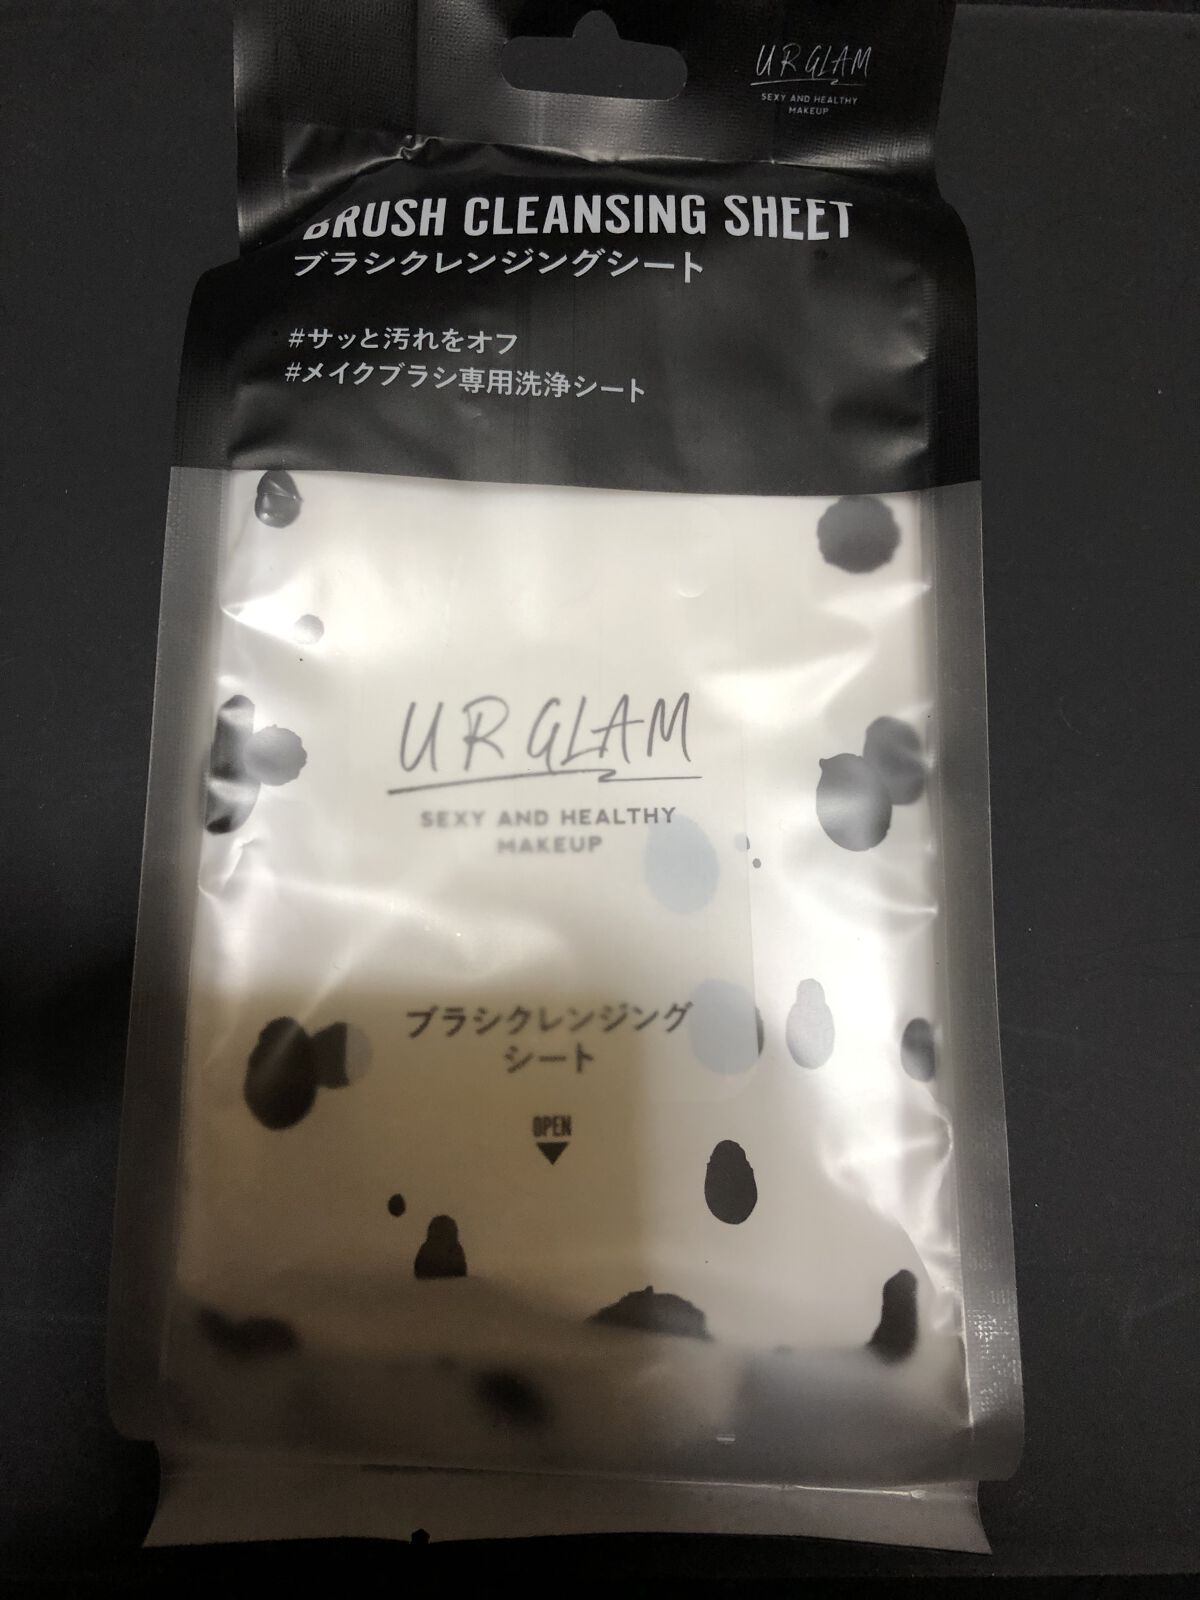 UR GLAM
SEXY AND HEALTHY
MAKEUP
BRUSH CLEANSING SHEET
ブラシクレンジングシート
#サッと汚れをオフ
#メイクブラシ専用洗浄シート
UR GLAM
SEXY AND HEALTHY
MAKEUP
ブラシクレンジング
シート
OPEN